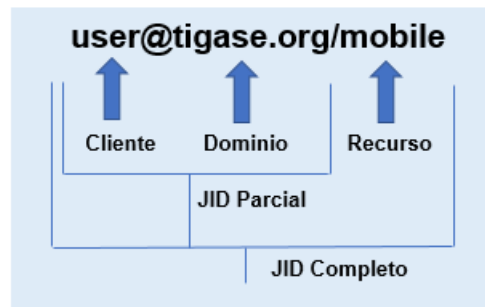 user@tigase.org/mobile
Cliente Dominio Recurso
JID Parcial
JID Completo